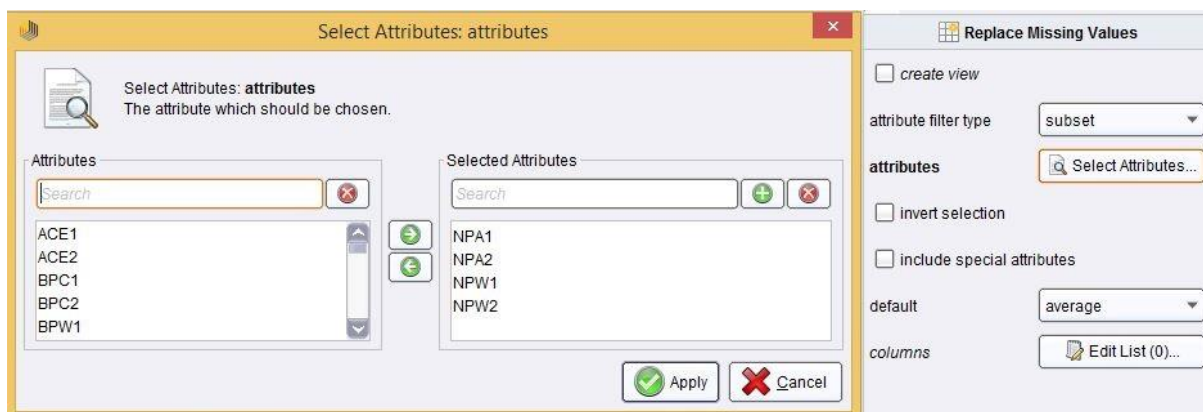 Select Attributes: attributes
Select Attributes: attributes
The attribute which should be chosen.
Attributes
Search
ACE1
ACE2
BPC1
BPC2
BPW1
Selected Attributes
Search
NPA1
NPA2
NPW1
NPW2
Apply
Cancel
Replace Missing Values
create view
attribute filter type
subset
attributes
Select Attributes...
invert selection
include special attributes
default
average
columns
Edit List (0)...